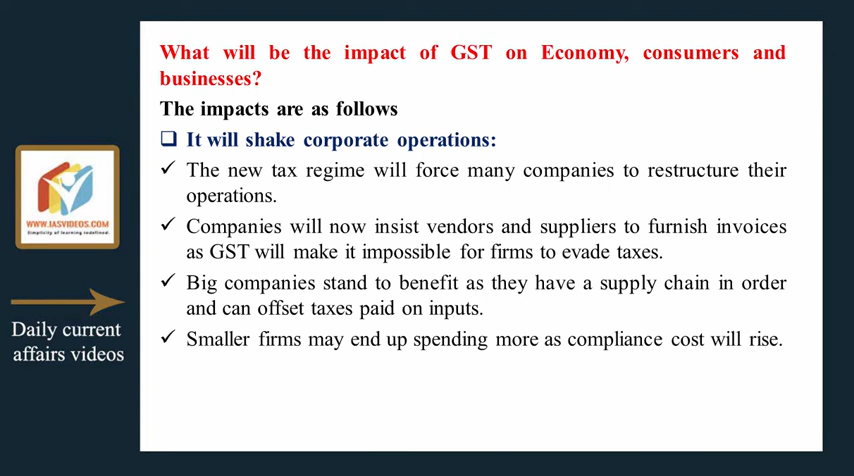 What will be the impact of GST on Economy, consumers and
businesses?
The impacts are as follows
It will shake corporate operations:
The new tax regime will force many companies to restructure their
operations.
Companies will now insist vendors and suppliers to furnish invoices
as GST will make it impossible for firms to evade taxes.
Big companies stand to benefit as they have a supply chain in order
and can offset taxes paid on inputs.
Smaller firms may end up spending more as compliance cost will rise.
WWW.IASVIDEOS.COM
Simplicity of learning redefined.
Daily current
affairs videos